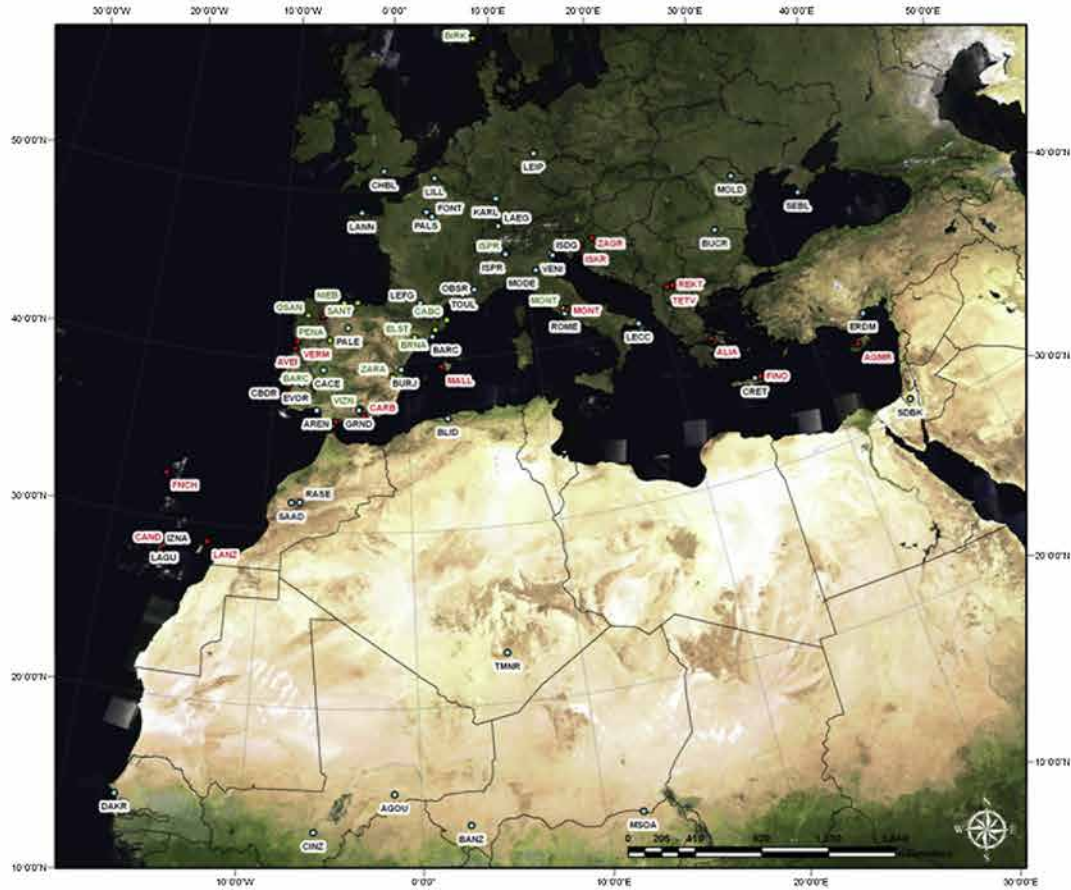 30°0'0"W 20°0'0"W 10°0'0"W 0°0'0" 10°0'0"E 20°0'0"E 30°0'0"E 40°0'0"E 50°0'0"E
BIRK
50°0'0"N
40°0'0"N
LEIP
CHBL
LILL
MOLD
SEBL
FONT
KARL
LAEG
LANN
PALS
BUCR
ISPR
ISDG
ZAGR
ISKR
ISPR
VENI
MODE
OBSR
REKT
NIEB
LEFG
TOUL
MONT
TETV
OSAN
SANT
CABC
MONT
40°0'0"N
PENA
ELST
ROME
ERDM
PALE
BRNA
BARC
LECC
AVEI
VERM
ALIA
AGMR
30°0'0"N
BARC
CACE
ZARA
MALL
FINO
CBDR
EVOR
BURJ
CRET
VIZN
CARB
SDBK
AREN
GRND
BLID
FNCH
30°0'0"N
RASE
SAAD
CAND
IZNA
LAGU
LANZ
20°0'0"N
TMNR
20°0'0"N
10°0'0"N
DAKR
AGOU
MSOA
CINZ
BANZ
0 205 410 820
W E
10°0'0"N
10°0'0"W 0°0'0" 10°0'0"E 20°0'0"E 30°0'0"E